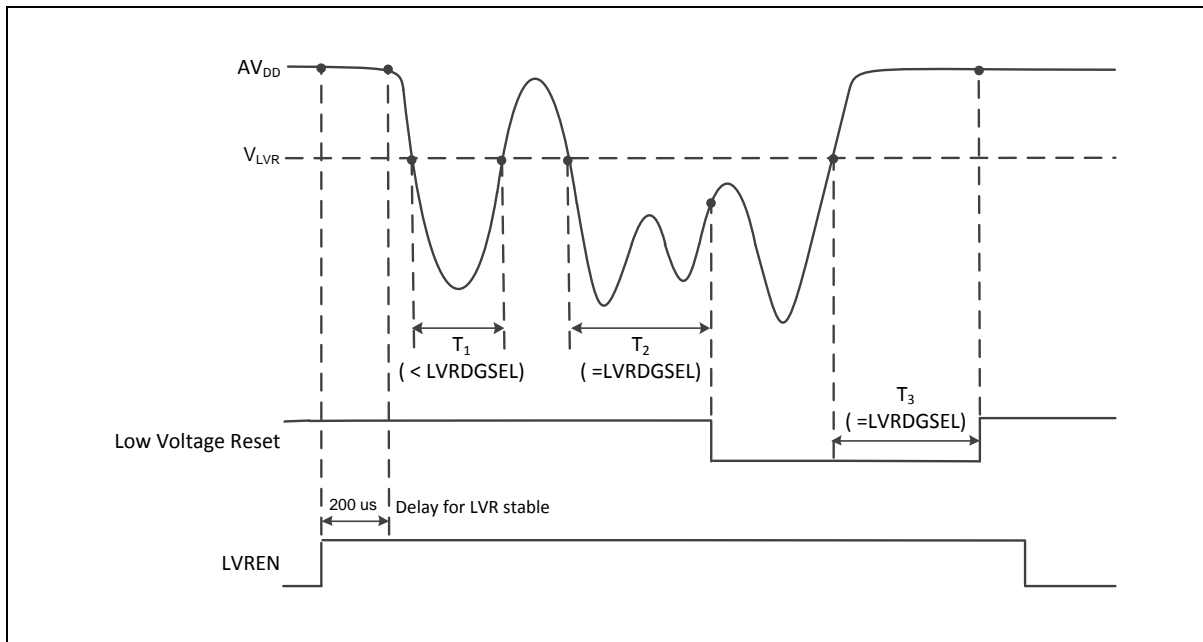 AVDD
VLVR
T1
( < LVRDGSEL)
T2
( =LVRDGSEL)
T3
( =LVRDGSEL)
Low Voltage Reset
200 us
Delay for LVR stable
LVREN